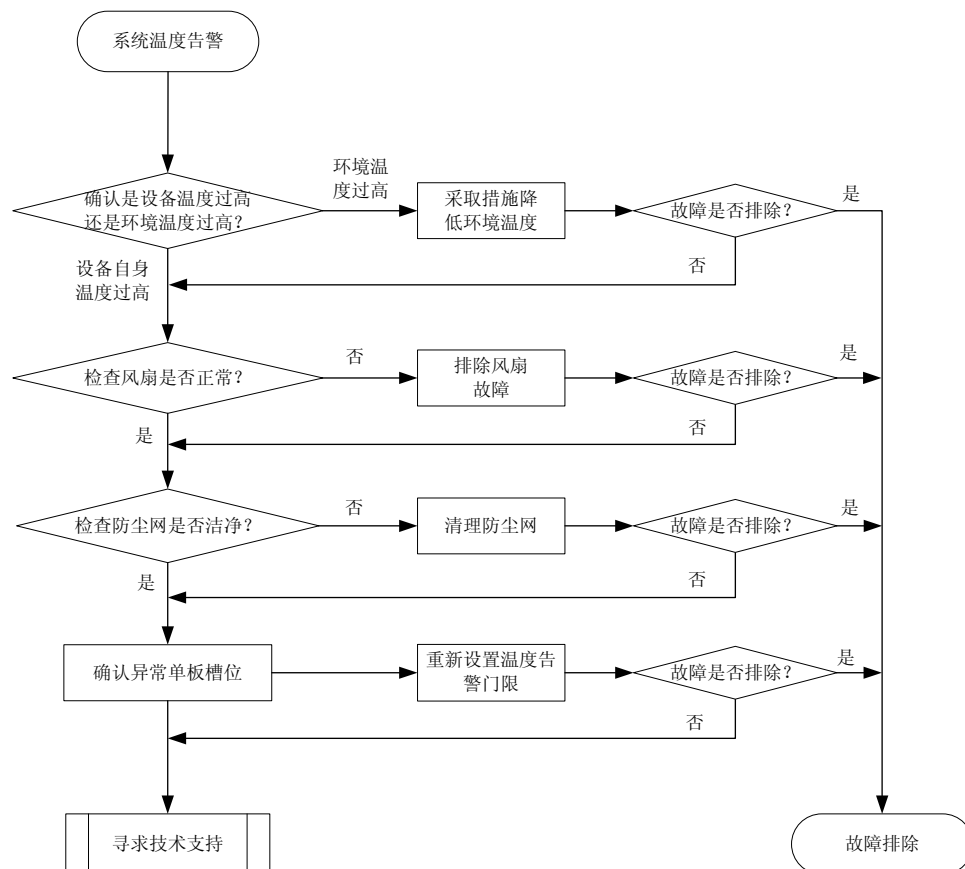 系统温度告警
确认是设备温度过高
还是环境温度过高？
环境温
度过高
采取措施降
低环境温度
故障是否排除？
是
否
设备自身
温度过高
检查风扇是否正常？
否
排除风扇
故障
故障是否排除？
是
否
是
检查防尘网是否洁净？
否
清理防尘网
故障是否排除？
是
否
是
确认异常单板槽位
重新设置温度告
警门限
故障是否排除？
是
否
寻求技术支持
故障排除